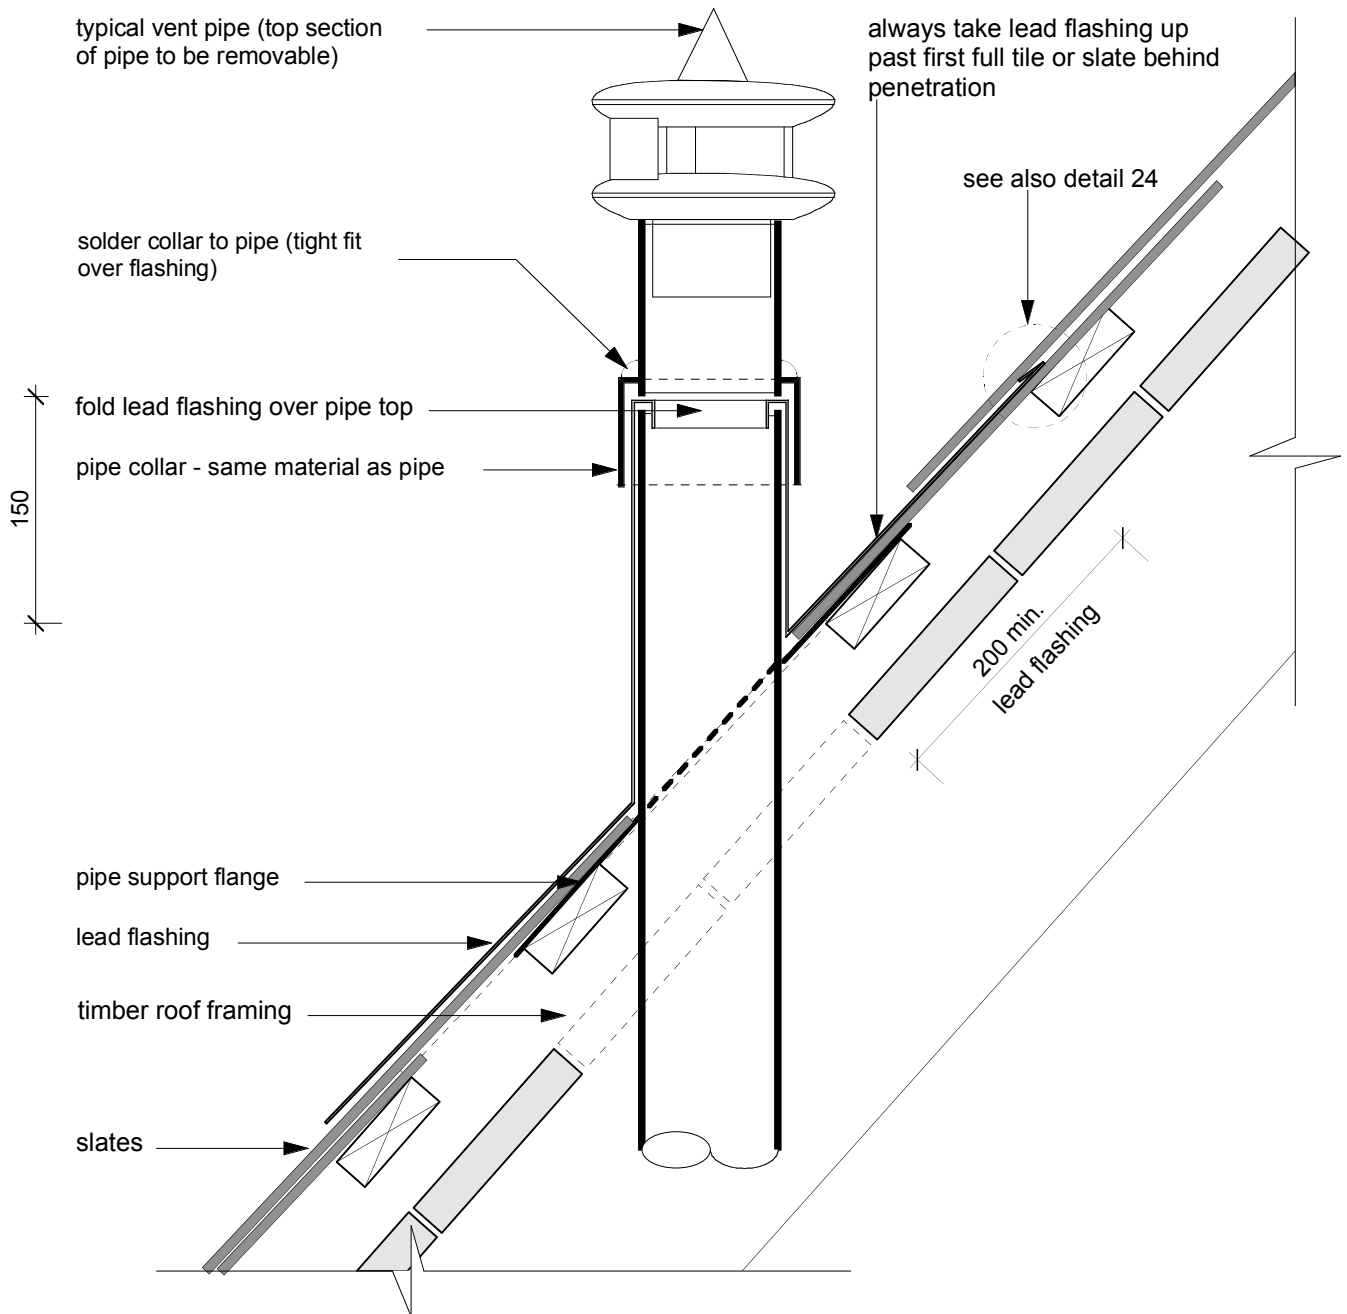 typical vent pipe (top section
of pipe to be removable)
always take lead flashing up
past first full tile or slate behind
penetration
see also detail 24
solder collar to pipe (tight fit
over flashing)
fold lead flashing over pipe top
pipe collar - same material as pipe
150
200 min.
lead flashing
pipe support flange
lead flashing
timber roof framing
slates